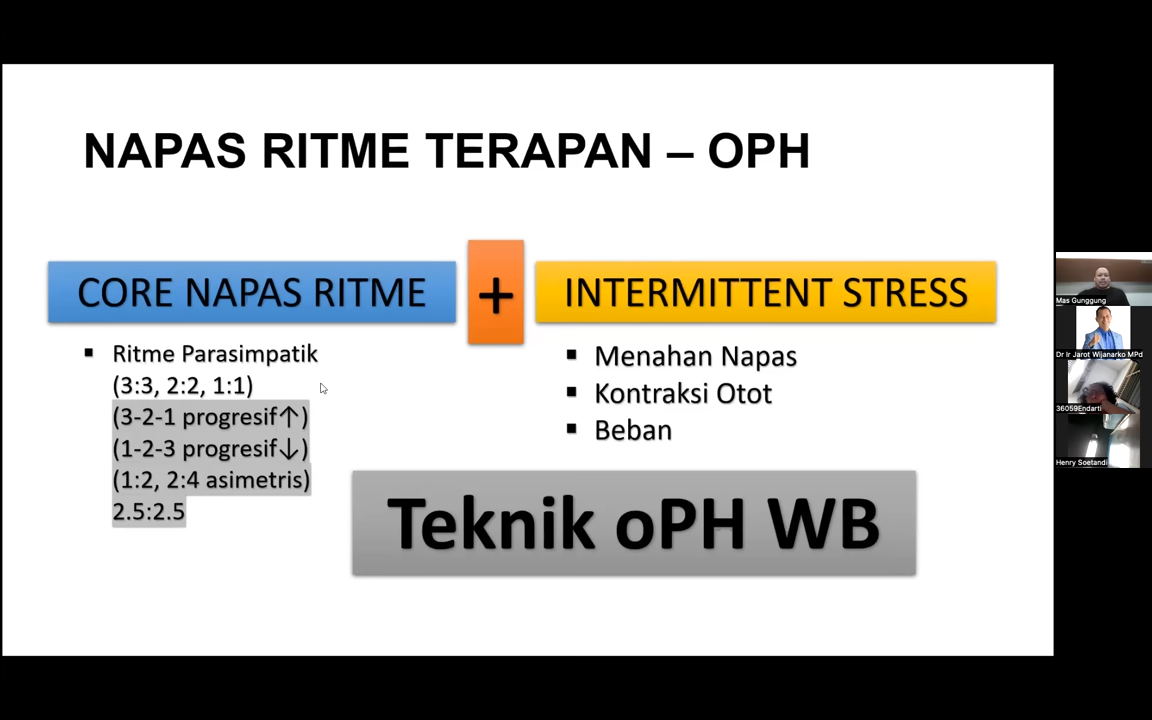 NAPAS RITME TERAPAN – OPH
CORE NAPAS RITME
+
INTERMITTENT STRESS
▪ Ritme Parasimpatik
(3:3, 2:2, 1:1)
(3-2-1 progresif↑)
(1-2-3 progresif↓)
(1:2, 2:4 asimetris)
2.5:2.5
▪ Menahan Napas
▪ Kontraksi Otot
▪ Beban
Teknik oPH WB
Mas Gunggung
Dr Ir Jarot Wijanarko MPd
36059Endarti
Henry Soetandi